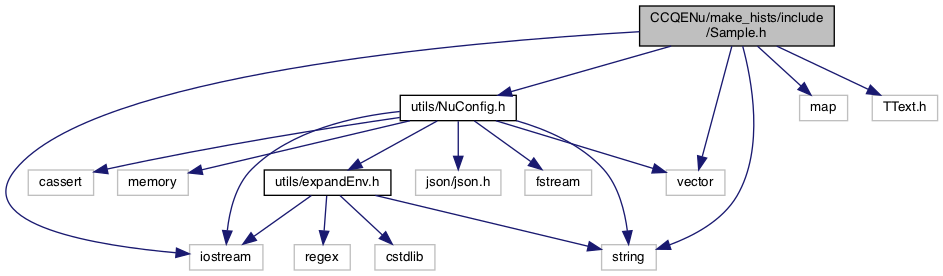 CCQENu/make_hists/include
/Sample.h
utils/NuConfig.h
map
TText.h
cassert
memory
utils/expandEnv.h
json/json.h
fstream
vector
iostream
regex
cstdlib
string